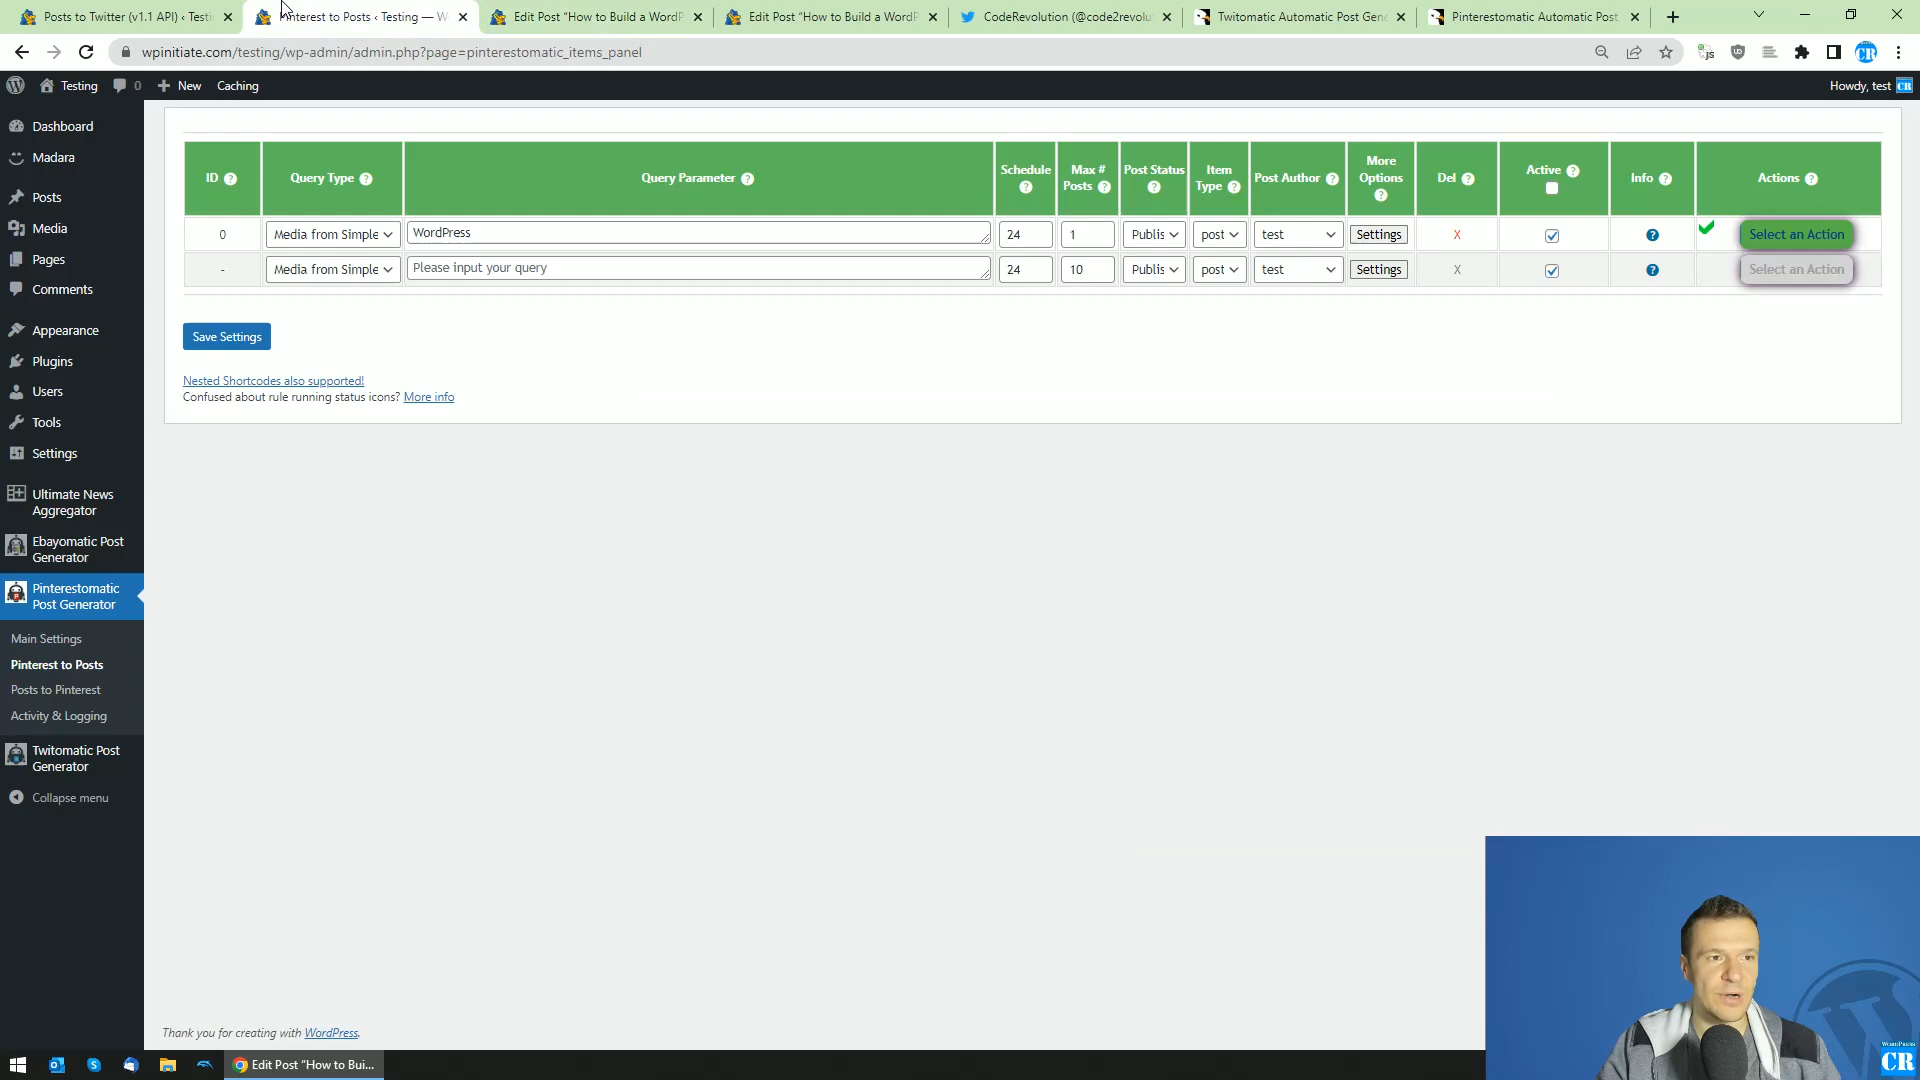 Posts to Twitter (v1.1 API) ‹ Testi
Pinterest to Posts ‹ Testing — W
Edit Post "How to Build a WordP
Edit Post "How to Build a WordP
CodeRevolution (@code2revolu
Twitomatic Automatic Post Gene
Pinterestomatic Automatic Post
wpinitiate.com/testing/wp-admin/admin.php?page=pinterestomatic_items_panel
Testing
0
New
Caching
Howdy, test
Dashboard
Madara
Posts
Media
Pages
Comments
Appearance
Plugins
Users
Tools
Settings
Ultimate News
Aggregator
Ebayomatic Post
Generator
Pinterestomatic
Post Generator
Main Settings
Pinterest to Posts
Posts to Pinterest
Activity & Logging
Twitomatic Post
Generator
Collapse menu
ID
Query Type
Query Parameter
Schedule
Max #
Posts
Post Status
Item
Type
Post Author
More
Options
Del
Active
Info
Actions
0
Media from Simple
WordPress
24
1
Publis
post
test
Settings
X
Select an Action
-
Media from Simple
Please input your query
24
10
Publis
post
test
Settings
X
Select an Action
Save Settings
Nested Shortcodes also supported!
Confused about rule running status icons? More info
Thank you for creating with WordPress.
Edit Post "How to Bui...
WORDPRESS
CR